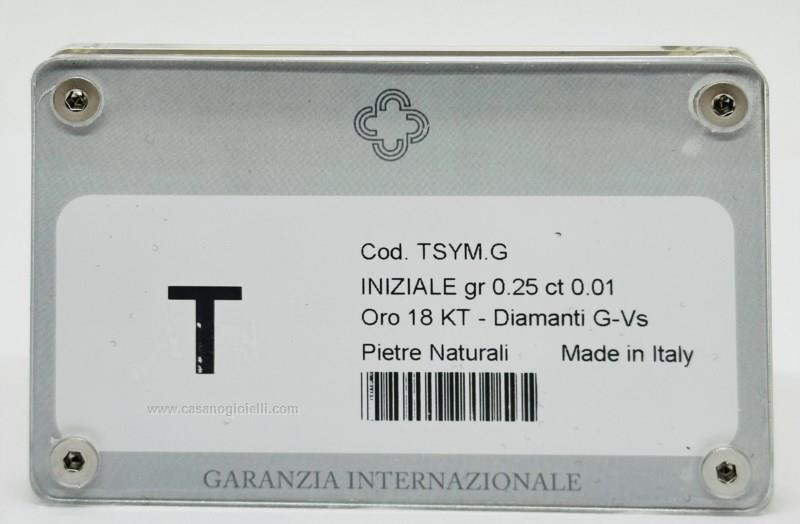 Cod. TSYM.G
INIZIALE gr 0.25 ct 0.01
Oro 18 KT - Diamanti G-Vs
Pietre Naturali Made in Italy
T
www.casanogioielli.com
GARANZIA INTERNAZIONALE